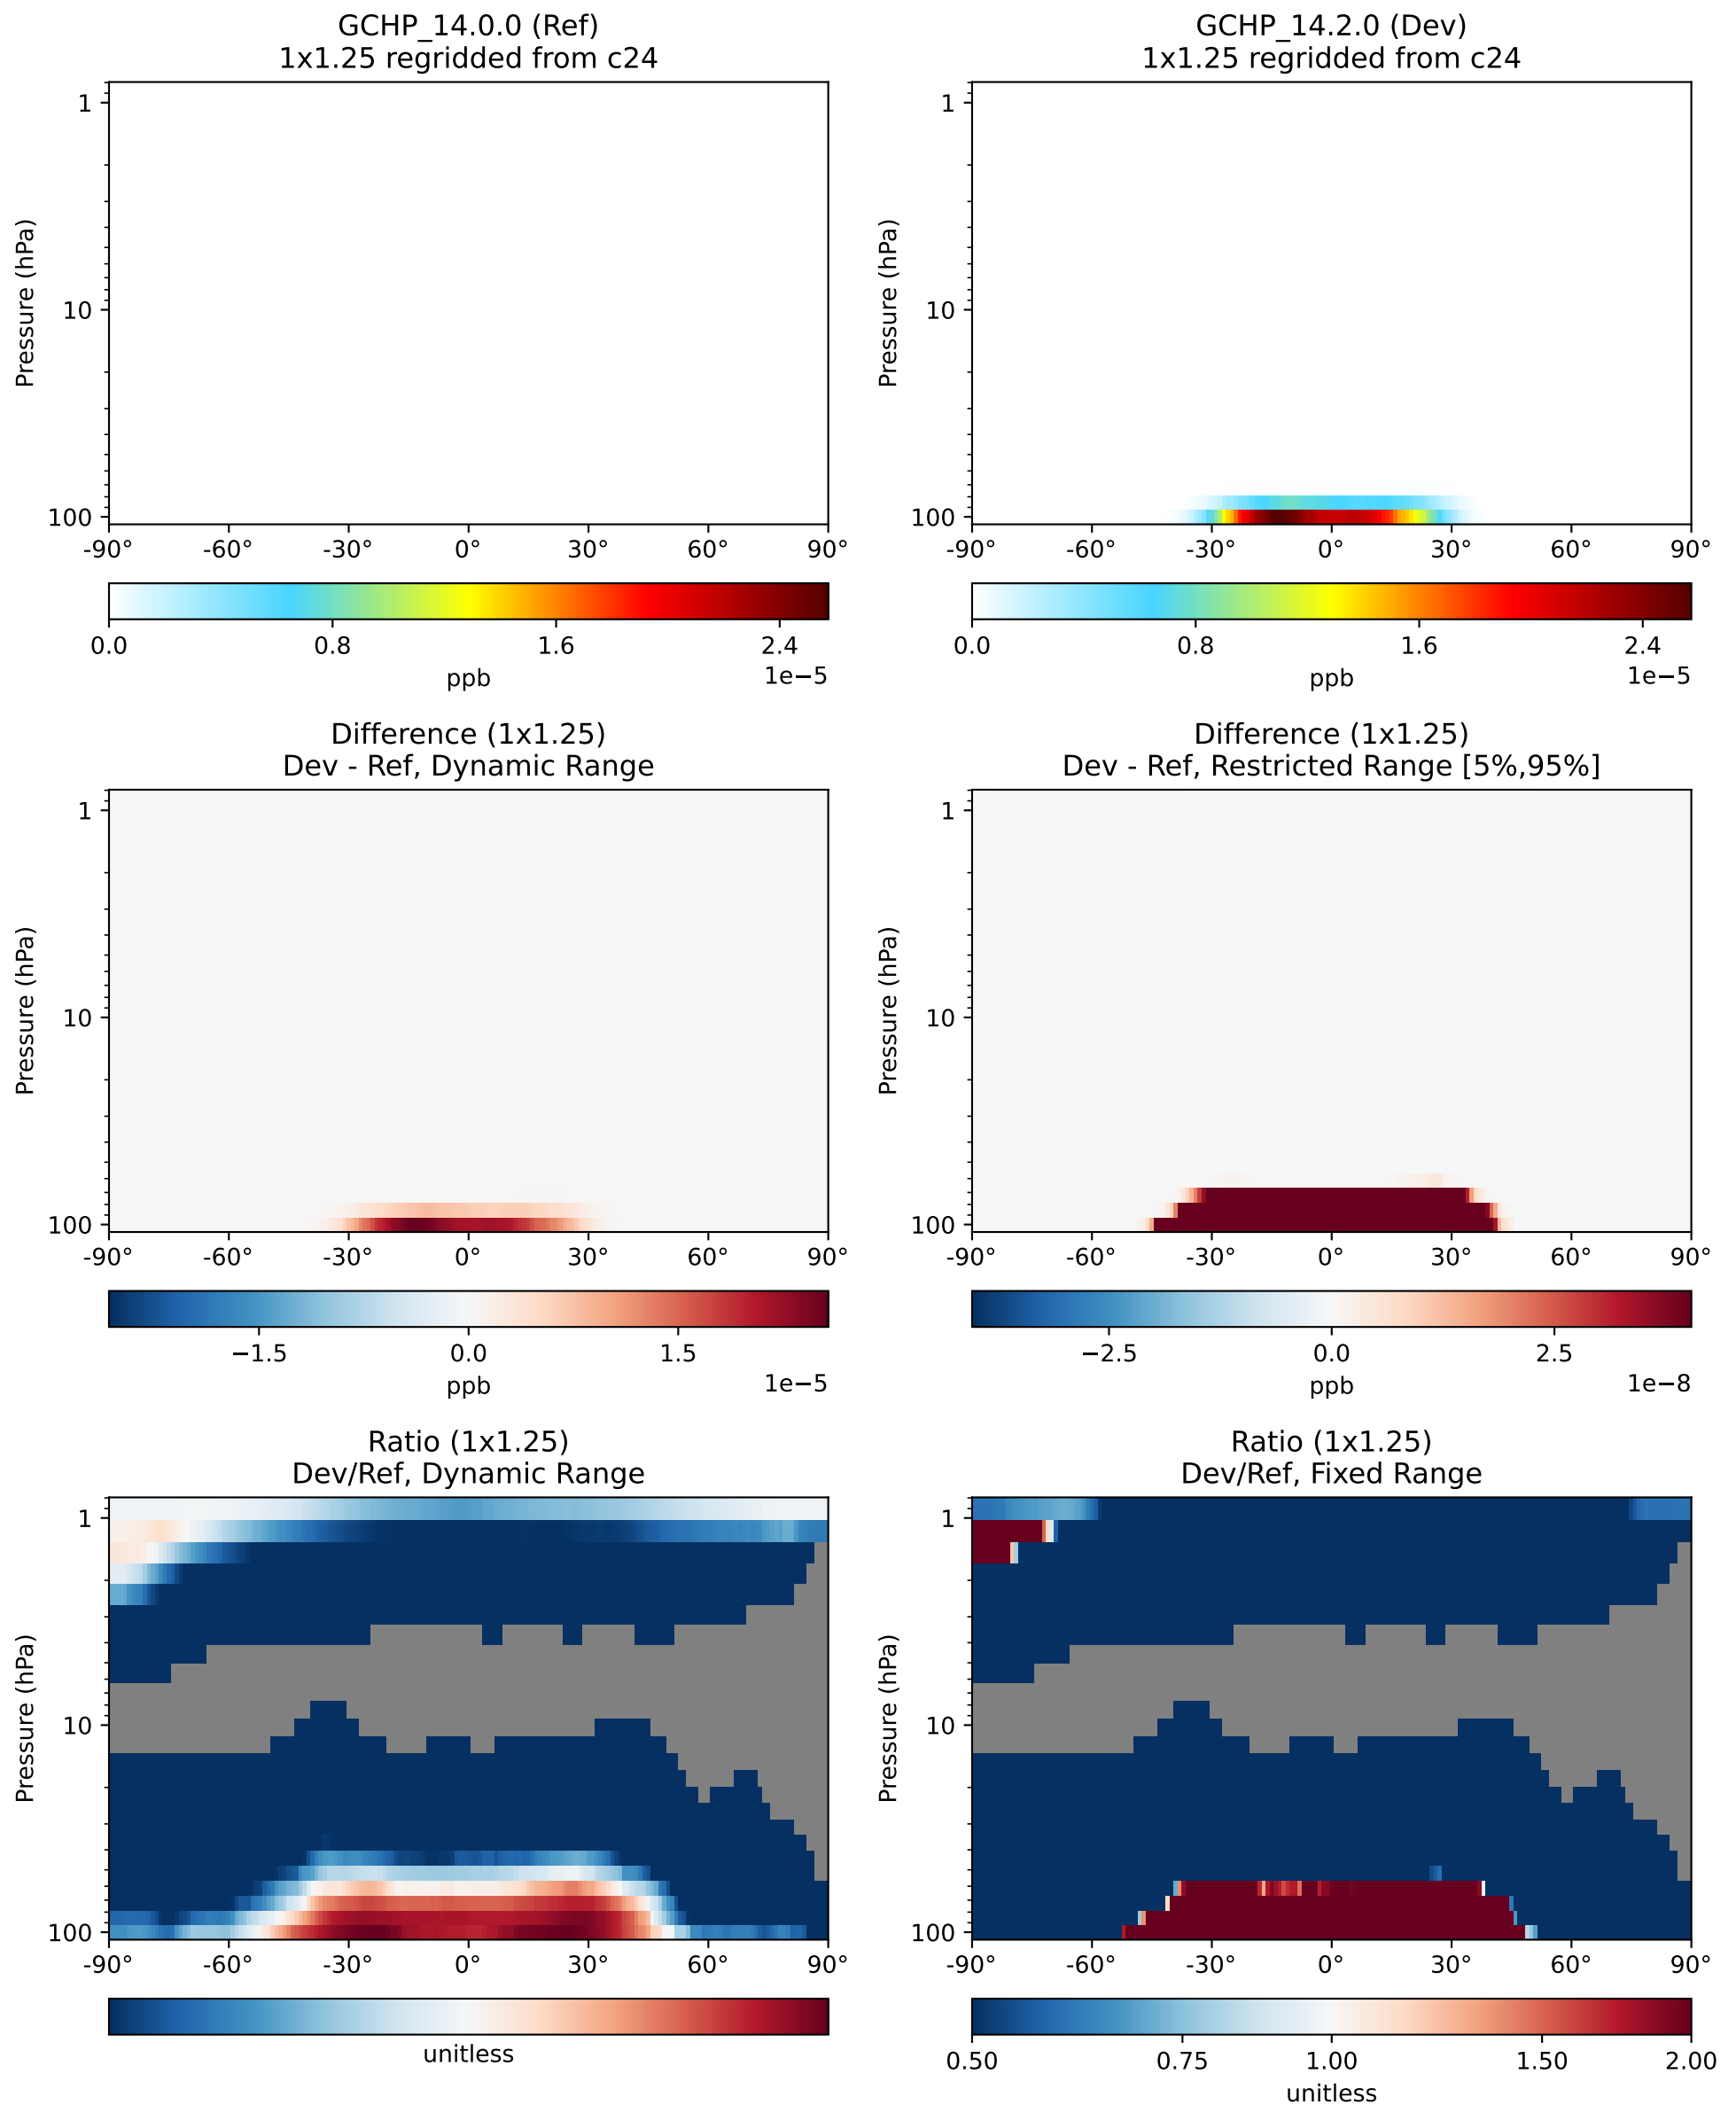 GCHP_14.0.0 (Ref)
1x1.25 regridded from c24
GCHP_14.2.0 (Dev)
1x1.25 regridded from c24
Pressure (hPa)
1
10
100
-90° -60° -30° 0° 30° 60° 90°
0.0 0.8 1.6 2.4
1e−5
ppb
Pressure (hPa)
1
10
100
-90° -60° -30° 0° 30° 60° 90°
0.0 0.8 1.6 2.4
1e−5
ppb
Difference (1x1.25)
Dev - Ref, Dynamic Range
Difference (1x1.25)
Dev - Ref, Restricted Range [5%,95%]
Pressure (hPa)
1
10
100
-90° -60° -30° 0° 30° 60° 90°
−1.5 0.0 1.5
1e−5
ppb
Pressure (hPa)
1
10
100
-90° -60° -30° 0° 30° 60° 90°
−2.5 0.0 2.5
1e−8
ppb
Ratio (1x1.25)
Dev/Ref, Dynamic Range
Ratio (1x1.25)
Dev/Ref, Fixed Range
Pressure (hPa)
1
10
100
-90° -60° -30° 0° 30° 60° 90°
unitless
Pressure (hPa)
1
10
100
-90° -60° -30° 0° 30° 60° 90°
0.50 0.75 1.00 1.50 2.00
unitless